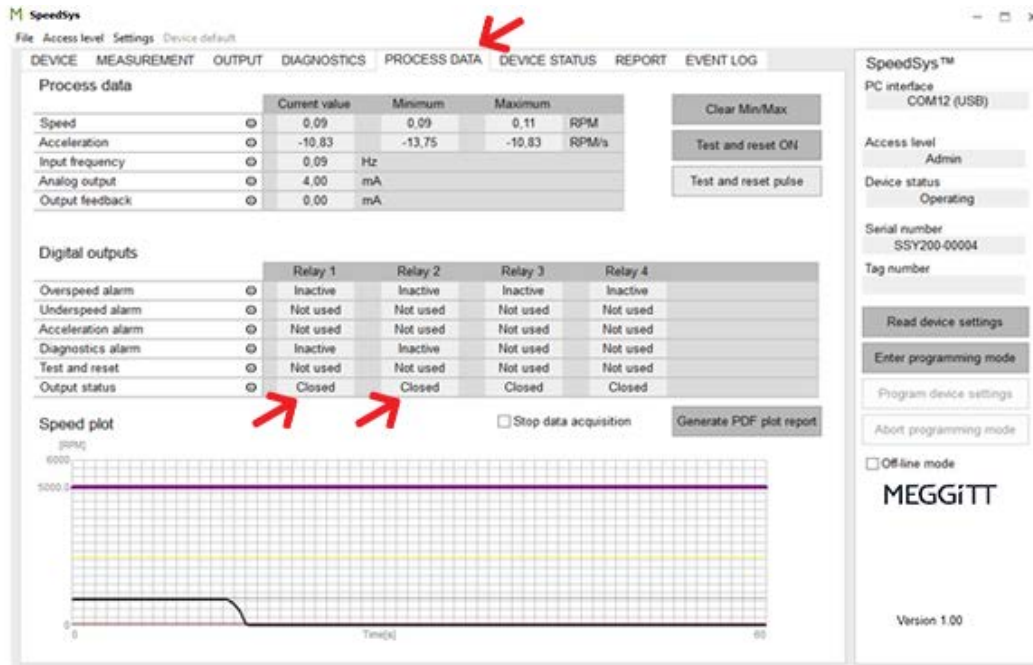 M SpeedSys
File Access level Settings Device default
DEVICE MEASUREMENT OUTPUT DIAGNOSTICS PROCESS DATA DEVICE STATUS REPORT EVENT LOG
Process data
Current value Minimum Maximum
Speed 0,09 0,09 0,11 RPM
Acceleration -10,83 -13,75 -10,83 RPM/s
Input frequency 0,09 Hz
Analog output 4,00 mA
Output feedback 0,00 mA
Clear Min/Max
Test and reset ON
Test and reset pulse
Digital outputs
Relay 1 Relay 2 Relay 3 Relay 4
Overspeed alarm Inactive Inactive Inactive Inactive
Underspeed alarm Not used Not used Not used Not used
Acceleration alarm Not used Not used Not used Not used
Diagnostics alarm Inactive Inactive Not used Not used
Test and reset Not used Not used Not used Not used
Output status Closed Closed Closed Closed
Speed plot
Stop data acquisition
Generate PDF plot report
[RPM]
6000
5000.0
0
0 Time[s] 60
SpeedSys™
PC interface
COM12 (USB)
Access level
Admin
Device status
Operating
Serial number
SSY200-00004
Tag number
Read device settings
Enter programming mode
Program device settings
Abort programming mode
Off-line mode
MEGGiTT
Version 1.00